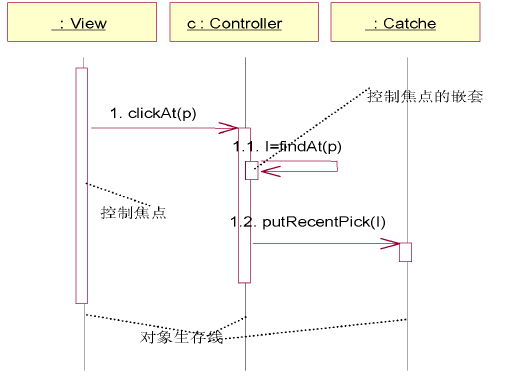 : View
c : Controller
: Catche
控制焦点的嵌套
1. clickAt(p)
1.1. l=findAt(p)
控制焦点
1.2. putRecentPick(l)
对象生存线